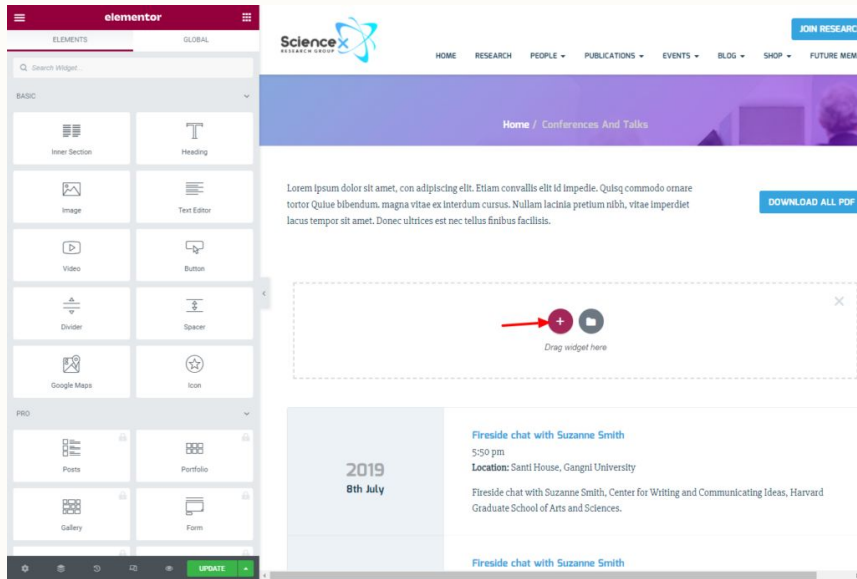 elementor
ELEMENTS GLOBAL
Search Widget...
BASIC
Inner Section Heading
Image Text Editor
Video Button
Divider Spacer
Google Maps Icon
PRO
Posts Portfolio
Gallery Form
UPDATE
Science x
RESEARCH GROUP
JOIN RESEARC
HOME RESEARCH PEOPLE PUBLICATIONS EVENTS BLOG SHOP FUTURE MEM
Home / Conferences And Talks
Lorem ipsum dolor sit amet, con adipiscing elit. Etiam convallis elit id impedie. Quisq commodo ornare
tortor Quiue bibendum. magna vitae ex interdum cursus. Nullam lacinia pretium nibh, vitae imperdiet
lacus tempor sit amet. Donec ultrices est nec tellus finibus facilisis.
DOWNLOAD ALL PDF
Drag widget here
2019
8th July
Fireside chat with Suzanne Smith
5:50 pm
Location: Santi House, Gangni University
Fireside chat with Suzanne Smith, Center for Writing and Communicating Ideas, Harvard
Graduate School of Arts and Sciences.
Fireside chat with Suzanne Smith